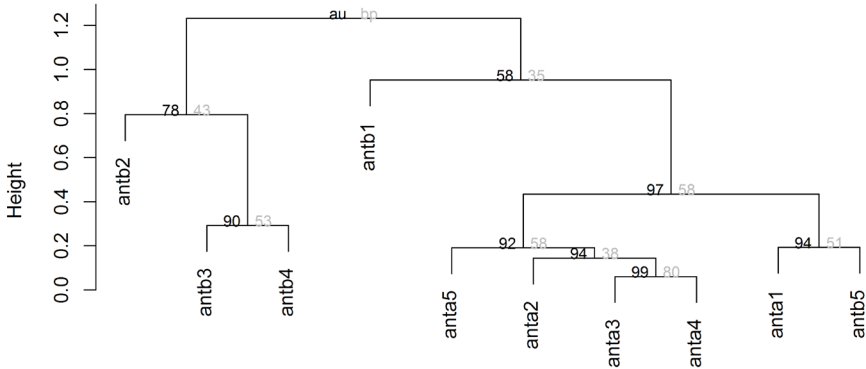 au bp
1.2
58 35
1.0
78 43
0.8
antb1
antb2
0.6
Height
97 58
0.4
90 53
92 58
94 38
94 51
0.2
99 80
0.0
antb3
antb4
anta5
anta2
anta3
anta4
anta1
antb5